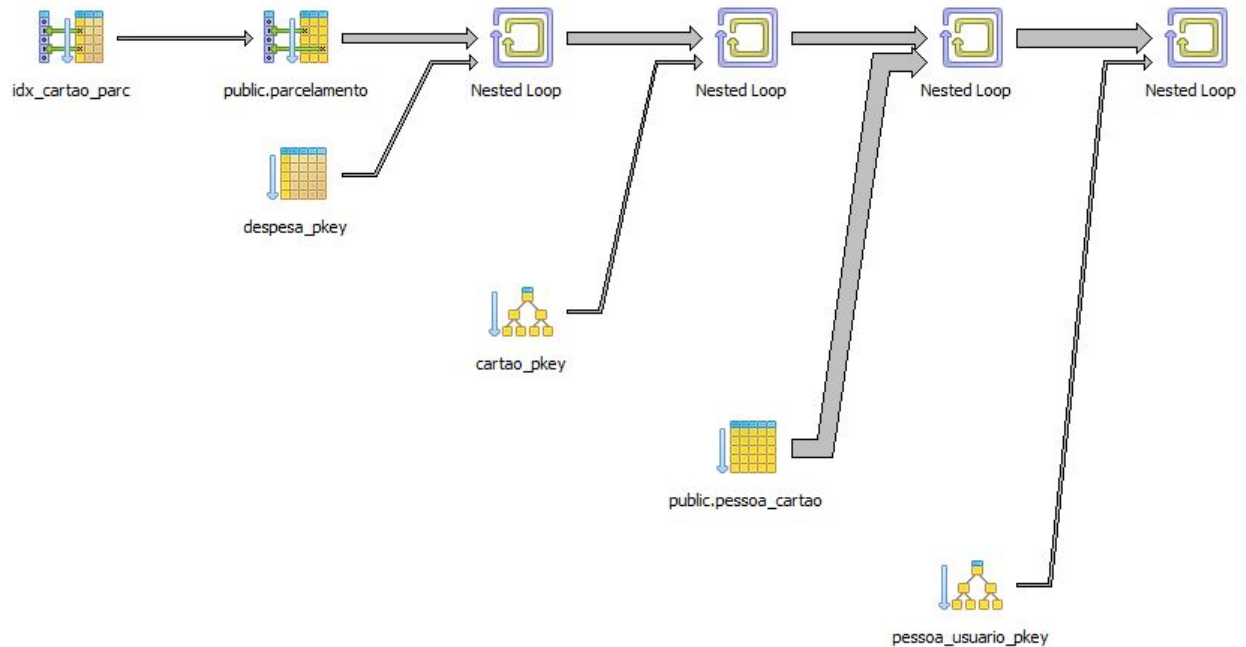 idx_cartao_parc
public.parcelamento
Nested Loop
Nested Loop
Nested Loop
Nested Loop
despesa_pkey
cartao_pkey
public.pessoa_cartao
pessoa_usuario_pkey